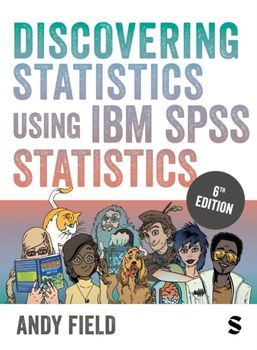 DISCOVERING
STATISTICS
USING IBM SPSS
STATISTICS
6TH
EDITION
ANDY FIELD
S